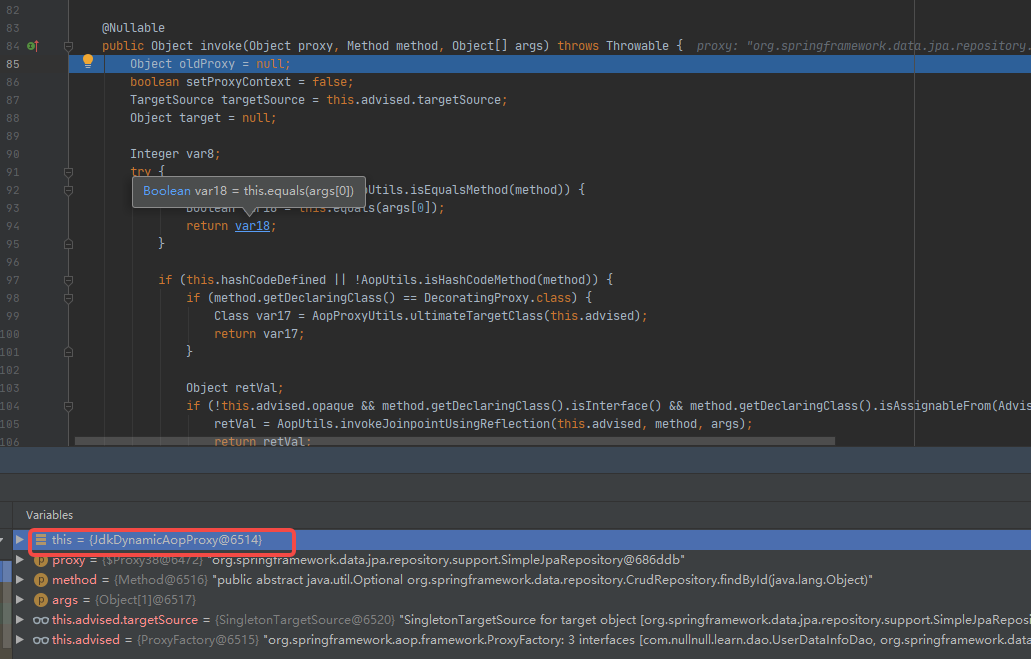 82
83 @Nullable
84 public Object invoke(Object proxy, Method method, Object[] args) throws Throwable { proxy: "org.springframework.data.jpa.repository.
85 Object oldProxy = null;
86 boolean setProxyContext = false;
87 TargetSource targetSource = this.advised.targetSource;
88 Object target = null;
89
90 Integer var8;
91 try {
Boolean var18 = this.equals(args[0])
92 Utils.isEqualsMethod(method)) {
93 Boolean var18 = this.equals(args[0]);
94 return var18;
95 }
96
97 if (this.hashCodeDefined || !AopUtils.isHashCodeMethod(method)) {
98 if (method.getDeclaringClass() == DecoratingProxy.class) {
99 Class var17 = AopProxyUtils.ultimateTargetClass(this.advised);
100 return var17;
101 }
102
103 Object retVal;
104 if (!this.advised.opaque && method.getDeclaringClass().isInterface() && method.getDeclaringClass().isAssignableFrom(Advis
105 retVal = AopUtils.invokeJoinpointUsingReflection(this.advised, method, args);
106 return retVal;
Variables
this = {JdkDynamicAopProxy@6514}
proxy = {$Proxy38@6472} "org.springframework.data.jpa.repository.support.SimpleJpaRepository@686ddb"
method = {Method@6516} "public abstract java.util.Optional org.springframework.data.repository.CrudRepository.findById(java.lang.Object)"
args = {Object[1]@6517}
this.advised.targetSource = {SingletonTargetSource@6520} "SingletonTargetSource for target object [org.springframework.data.jpa.repository.support.SimpleJpaReposi
this.advised = {ProxyFactory@6515} "org.springframework.aop.framework.ProxyFactory: 3 interfaces [com.nullnull.learn.dao.UserDataInfoDao, org.springframework.data